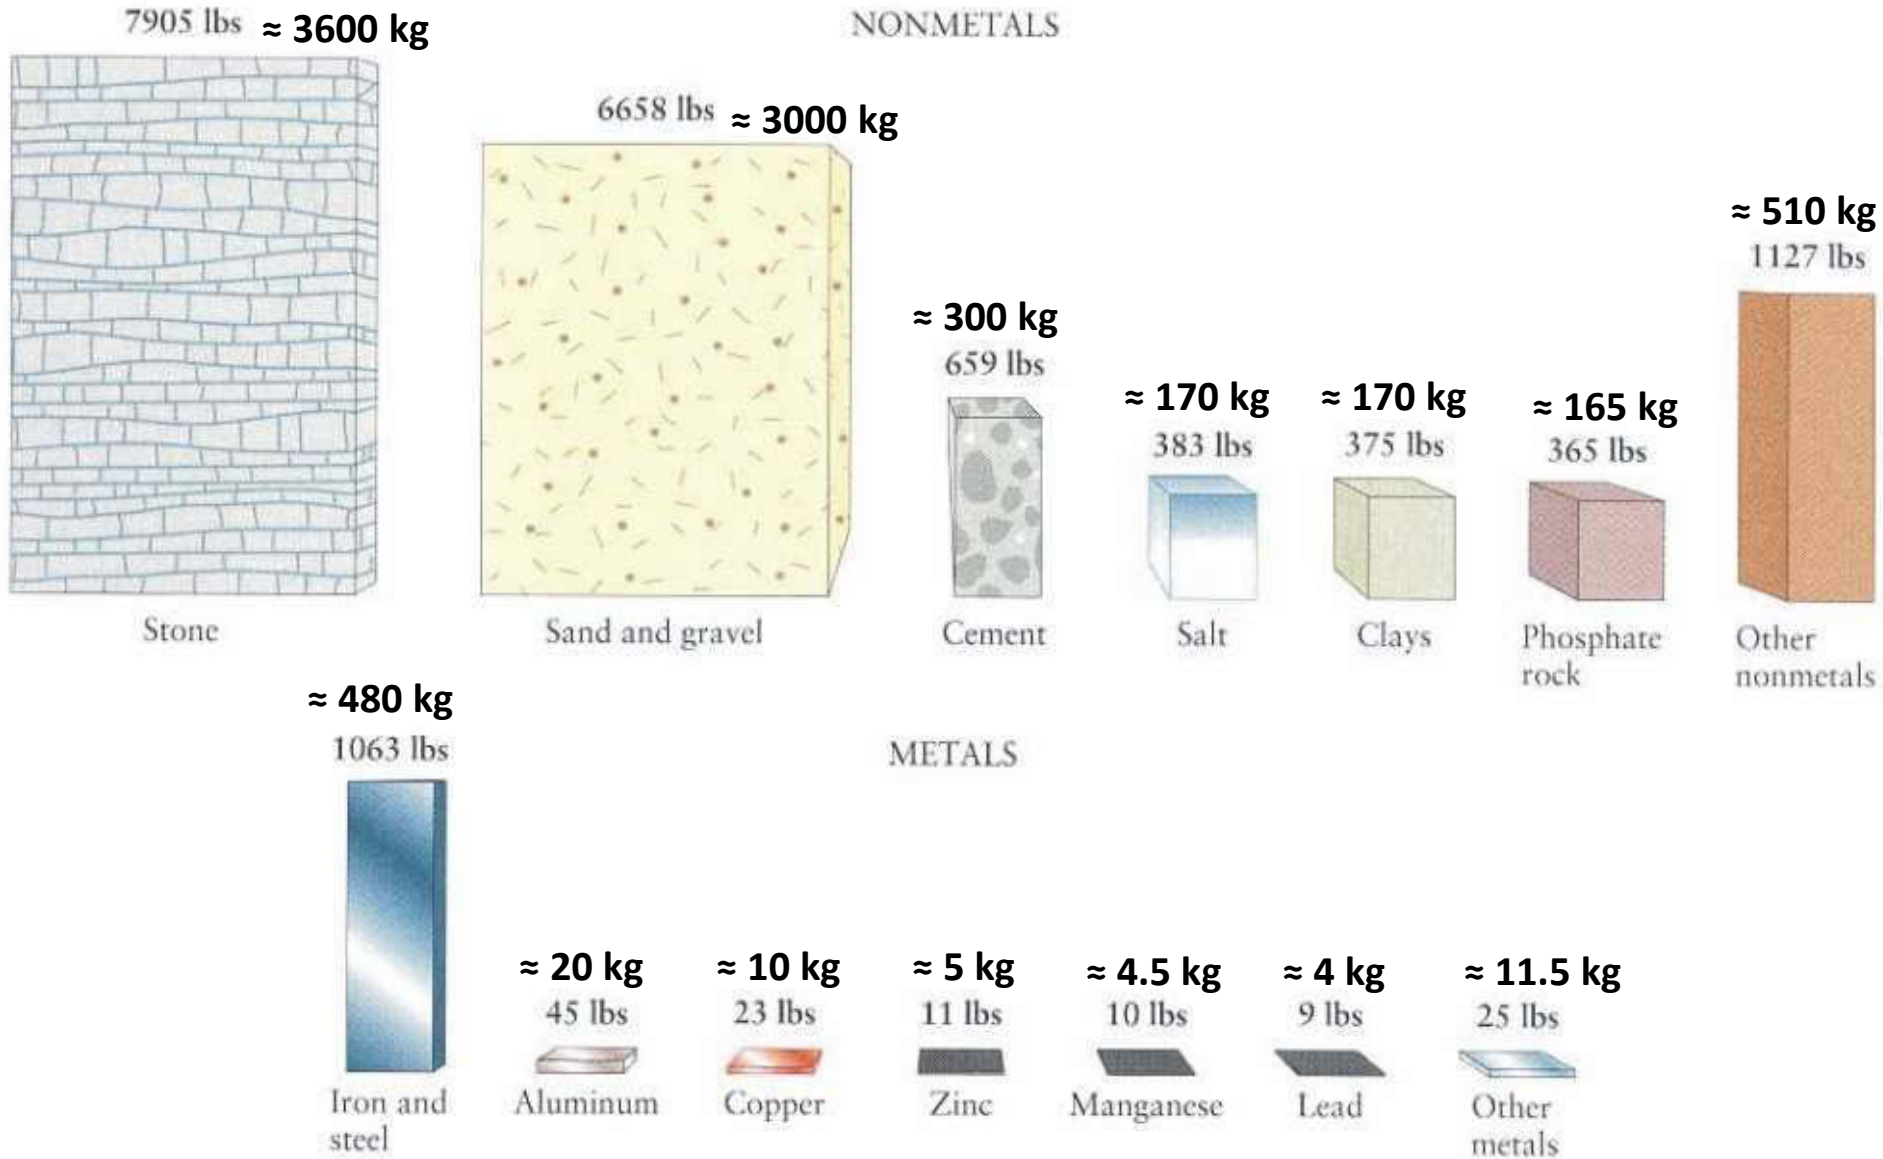 NONMETALS
7905 lbs ≈ 3600 kg
Stone
6658 lbs ≈ 3000 kg
Sand and gravel
≈ 300 kg
659 lbs
Cement
≈ 170 kg
383 lbs
Salt
≈ 170 kg
375 lbs
Clays
≈ 165 kg
365 lbs
Phosphate
rock
≈ 510 kg
1127 lbs
Other
nonmetals
METALS
≈ 480 kg
1063 lbs
Iron and
steel
≈ 20 kg
45 lbs
Aluminum
≈ 10 kg
23 lbs
Copper
≈ 5 kg
11 lbs
Zinc
≈ 4.5 kg
10 lbs
Manganese
≈ 4 kg
9 lbs
Lead
≈ 11.5 kg
25 lbs
Other
metals